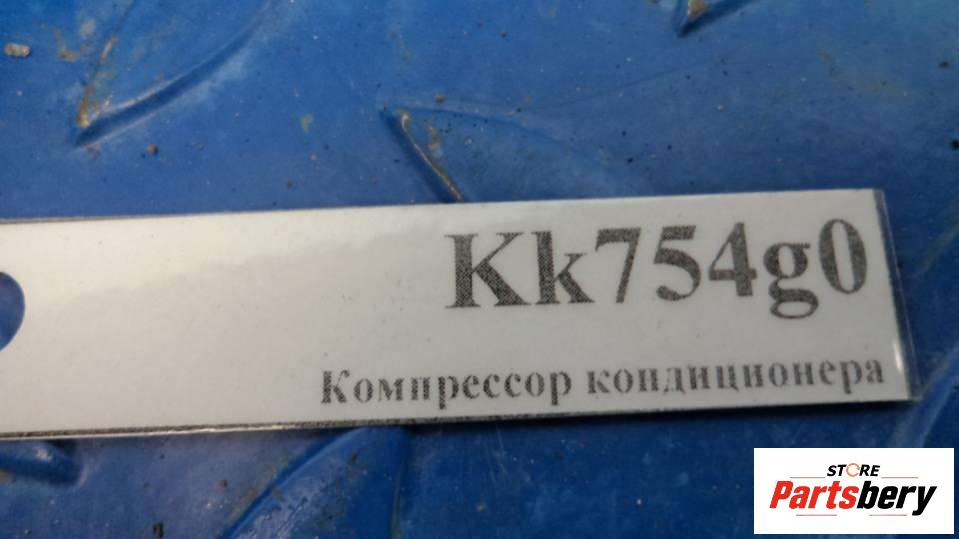 Kk754g0
Компрессор кондиционера
STORE
Partsbery